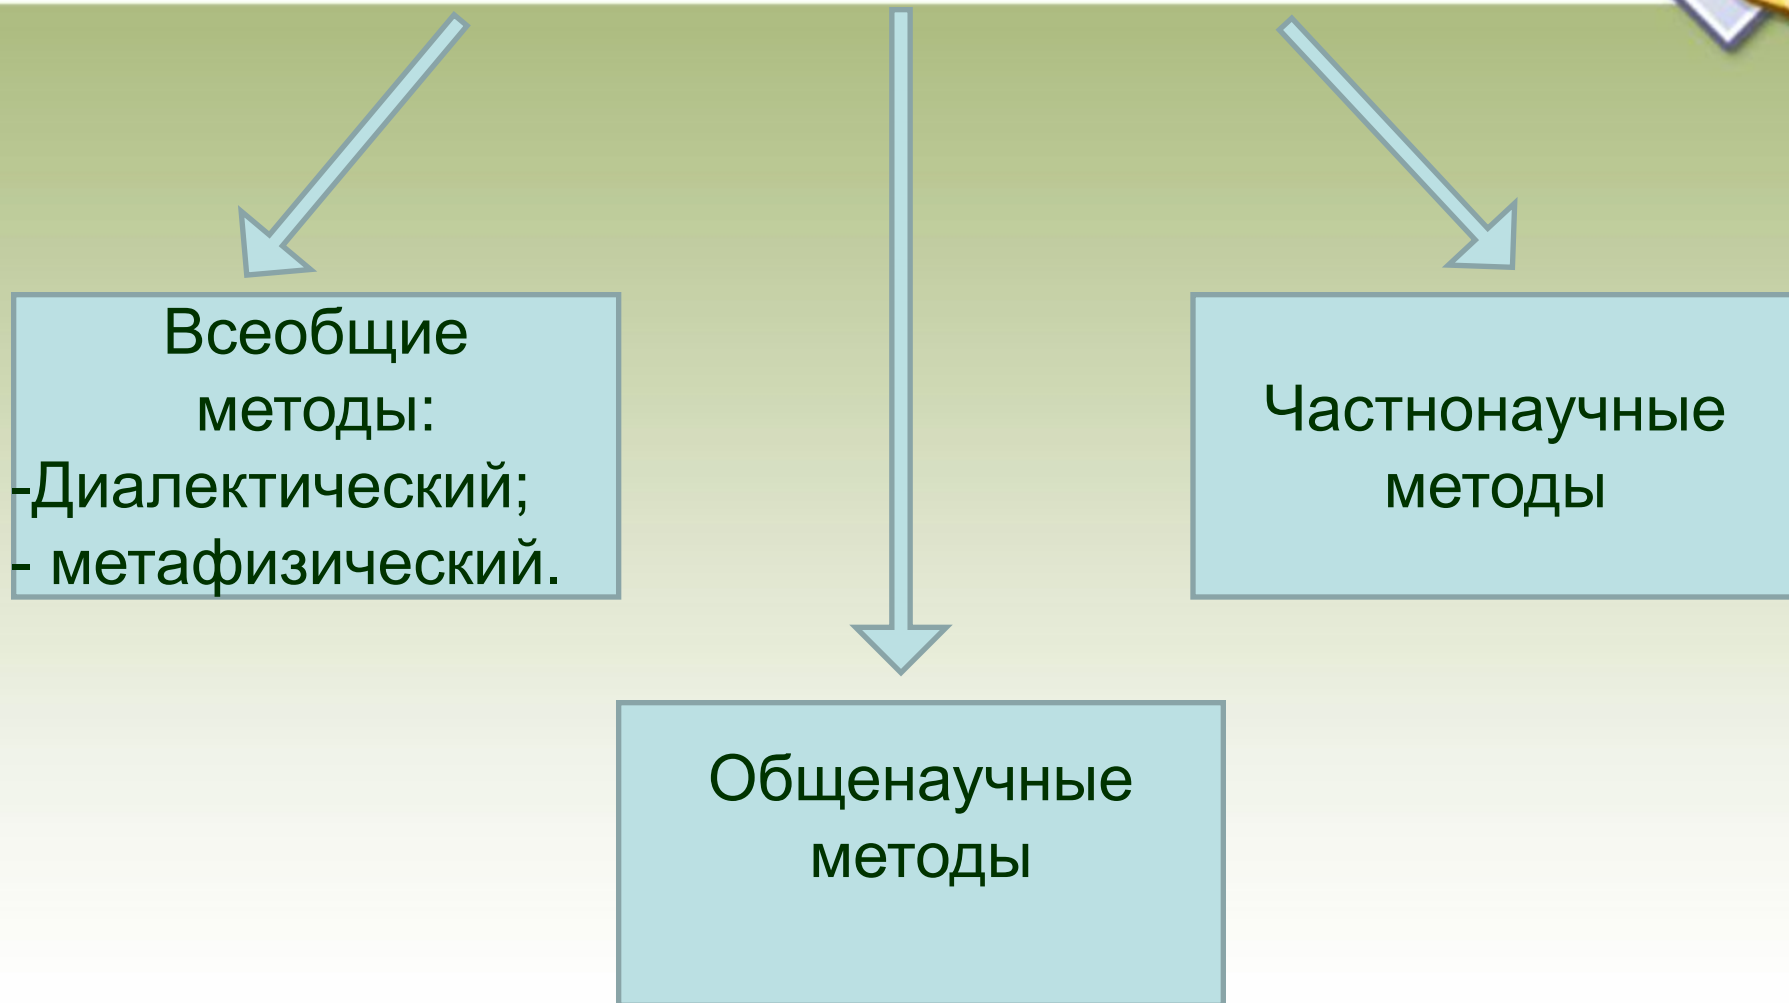 Всеобщие
методы:
-Диалектический;
- метафизический.
Частнонаучные
методы
Общенаучные
методы